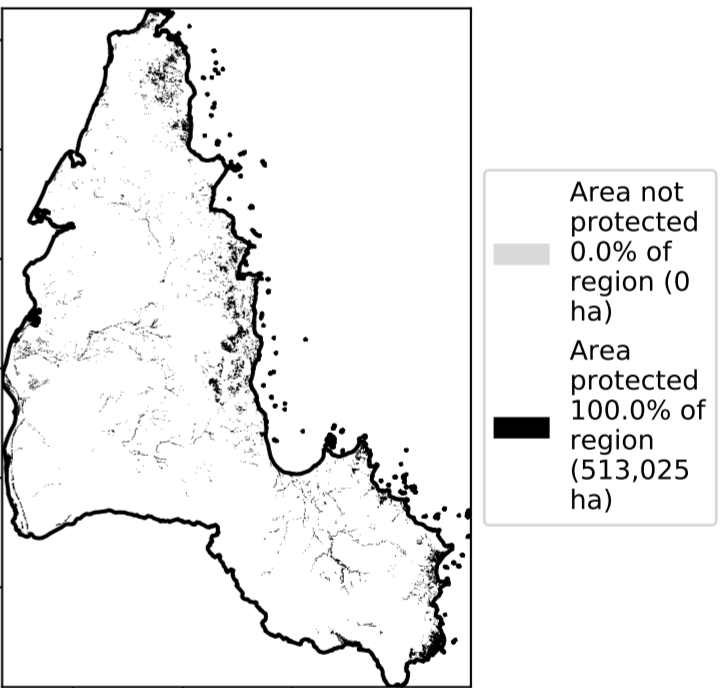 Area not
protected
0.0% of
region (0
ha)
Area
protected
100.0% of
region
(513,025
ha)